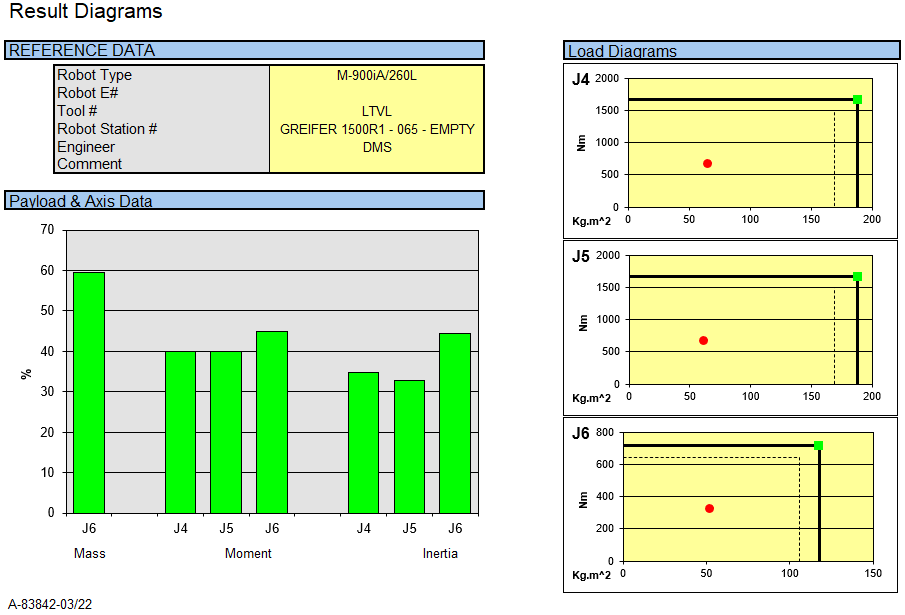 Result Diagrams
REFERENCE DATA
Robot Type M-900iA/260L
Robot E#
Tool # LTVL
Robot Station # GREIFER 1500R1 - 065 - EMPTY
Engineer DMS
Comment
Payload & Axis Data
70
60
50
40
30
20
10
0
%
J6 J4 J5 J6 J4 J5 J6
Mass Moment Inertia
Load Diagrams
J4
2000
1500
1000
500
0
Nm
Kg.m^2 0 50 100 150 200
J5
2000
1500
1000
500
0
Nm
Kg.m^2 0 50 100 150 200
J6
800
600
400
200
0
Nm
Kg.m^2 0 50 100 150
A-83842-03/22